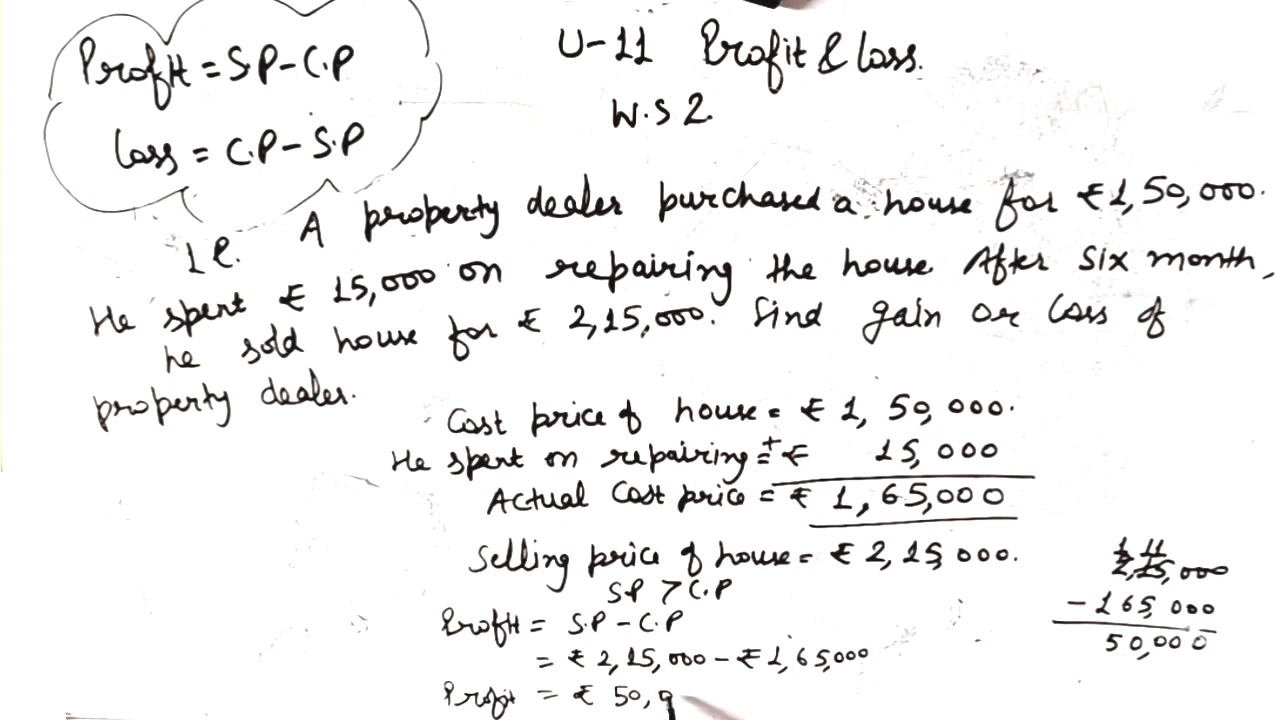 Profit = S.P - C.P
Loss = C.P - S.P
U-11 Profit & Loss.
W.S 2.
1 e. A property dealer purchased a house for ₹ 1,50,000.
He spent ₹ 15,000 on repairing the house. After six month,
he sold house for ₹ 2,15,000. Find gain or loss of
property dealer.
Cost price of house = ₹ 1,50,000.
He spent on repairing = + ₹ 15,000
Actual Cost price = ₹ 1,65,000
Selling price of house = ₹ 2,15,000.
S.P > C.P
Profit = S.P - C.P
= ₹ 2,15,000 - ₹ 1,65,000
Profit = ₹ 50,0
1 11
2,15,000
- 165,000
50,000